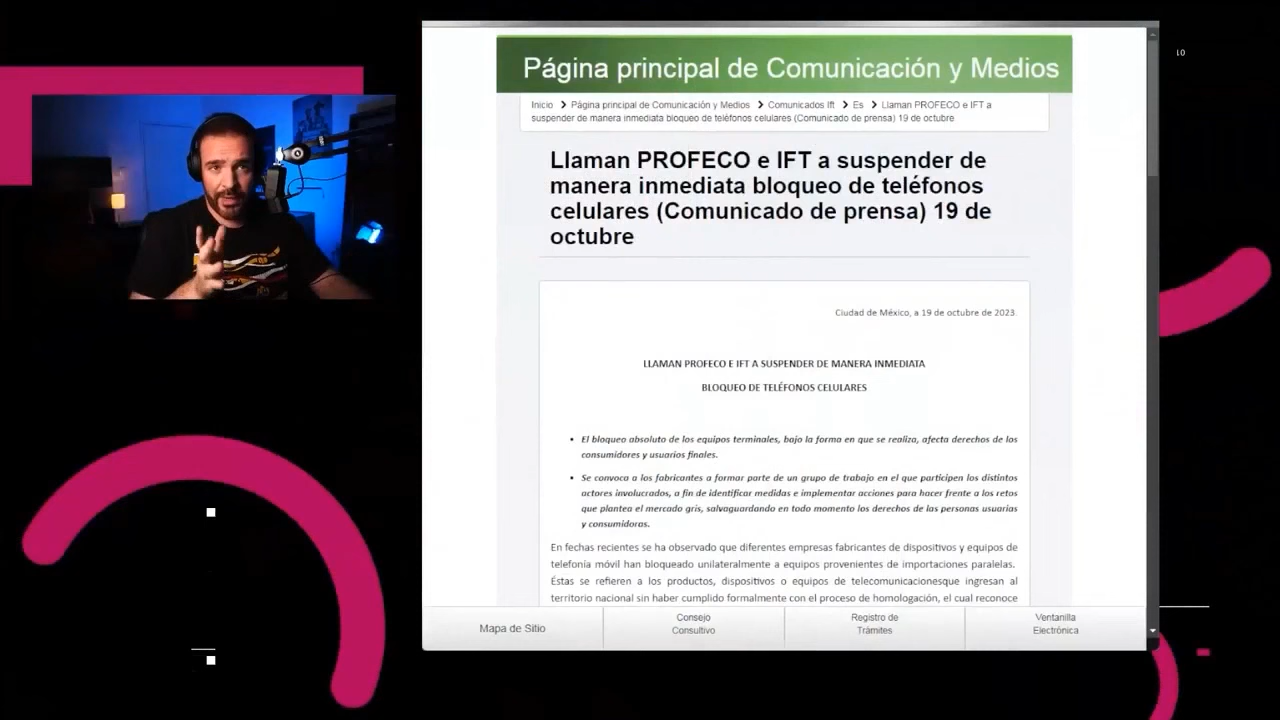 Página principal de Comunicación y Medios
Inicio > Página principal de Comunicación y Medios > Comunicados Ift > Es > Llaman PROFECO e IFT a
suspender de manera inmediata bloqueo de teléfonos celulares (Comunicado de prensa) 19 de octubre
Llaman PROFECO e IFT a suspender de
manera inmediata bloqueo de teléfonos
celulares (Comunicado de prensa) 19 de
octubre
Ciudad de México, a 19 de octubre de 2023.
LLAMAN PROFECO E IFT A SUSPENDER DE MANERA INMEDIATA
BLOQUEO DE TELÉFONOS CELULARES
• El bloqueo absoluto de los equipos terminales, bajo la forma en que se realiza, afecta derechos de los
consumidores y usuarios finales.
• Se convoca a los fabricantes a formar parte de un grupo de trabajo en el que participen los distintos
actores involucrados, a fin de identificar medidas e implementar acciones para hacer frente a los retos
que plantea el mercado gris, salvaguardando en todo momento los derechos de las personas usuarias
y consumidoras.
En fechas recientes se ha observado que diferentes empresas fabricantes de dispositivos y equipos de
telefonía móvil han bloqueado unilateralmente a equipos provenientes de importaciones paralelas.
Éstas se refieren a los productos, dispositivos o equipos de telecomunicacionesque ingresan al
territorio nacional sin haber cumplido formalmente con el proceso de homologación, el cual reconoce
Mapa de Sitio
Consejo
Consultivo
Registro de
Trámites
Ventanilla
Electrónica